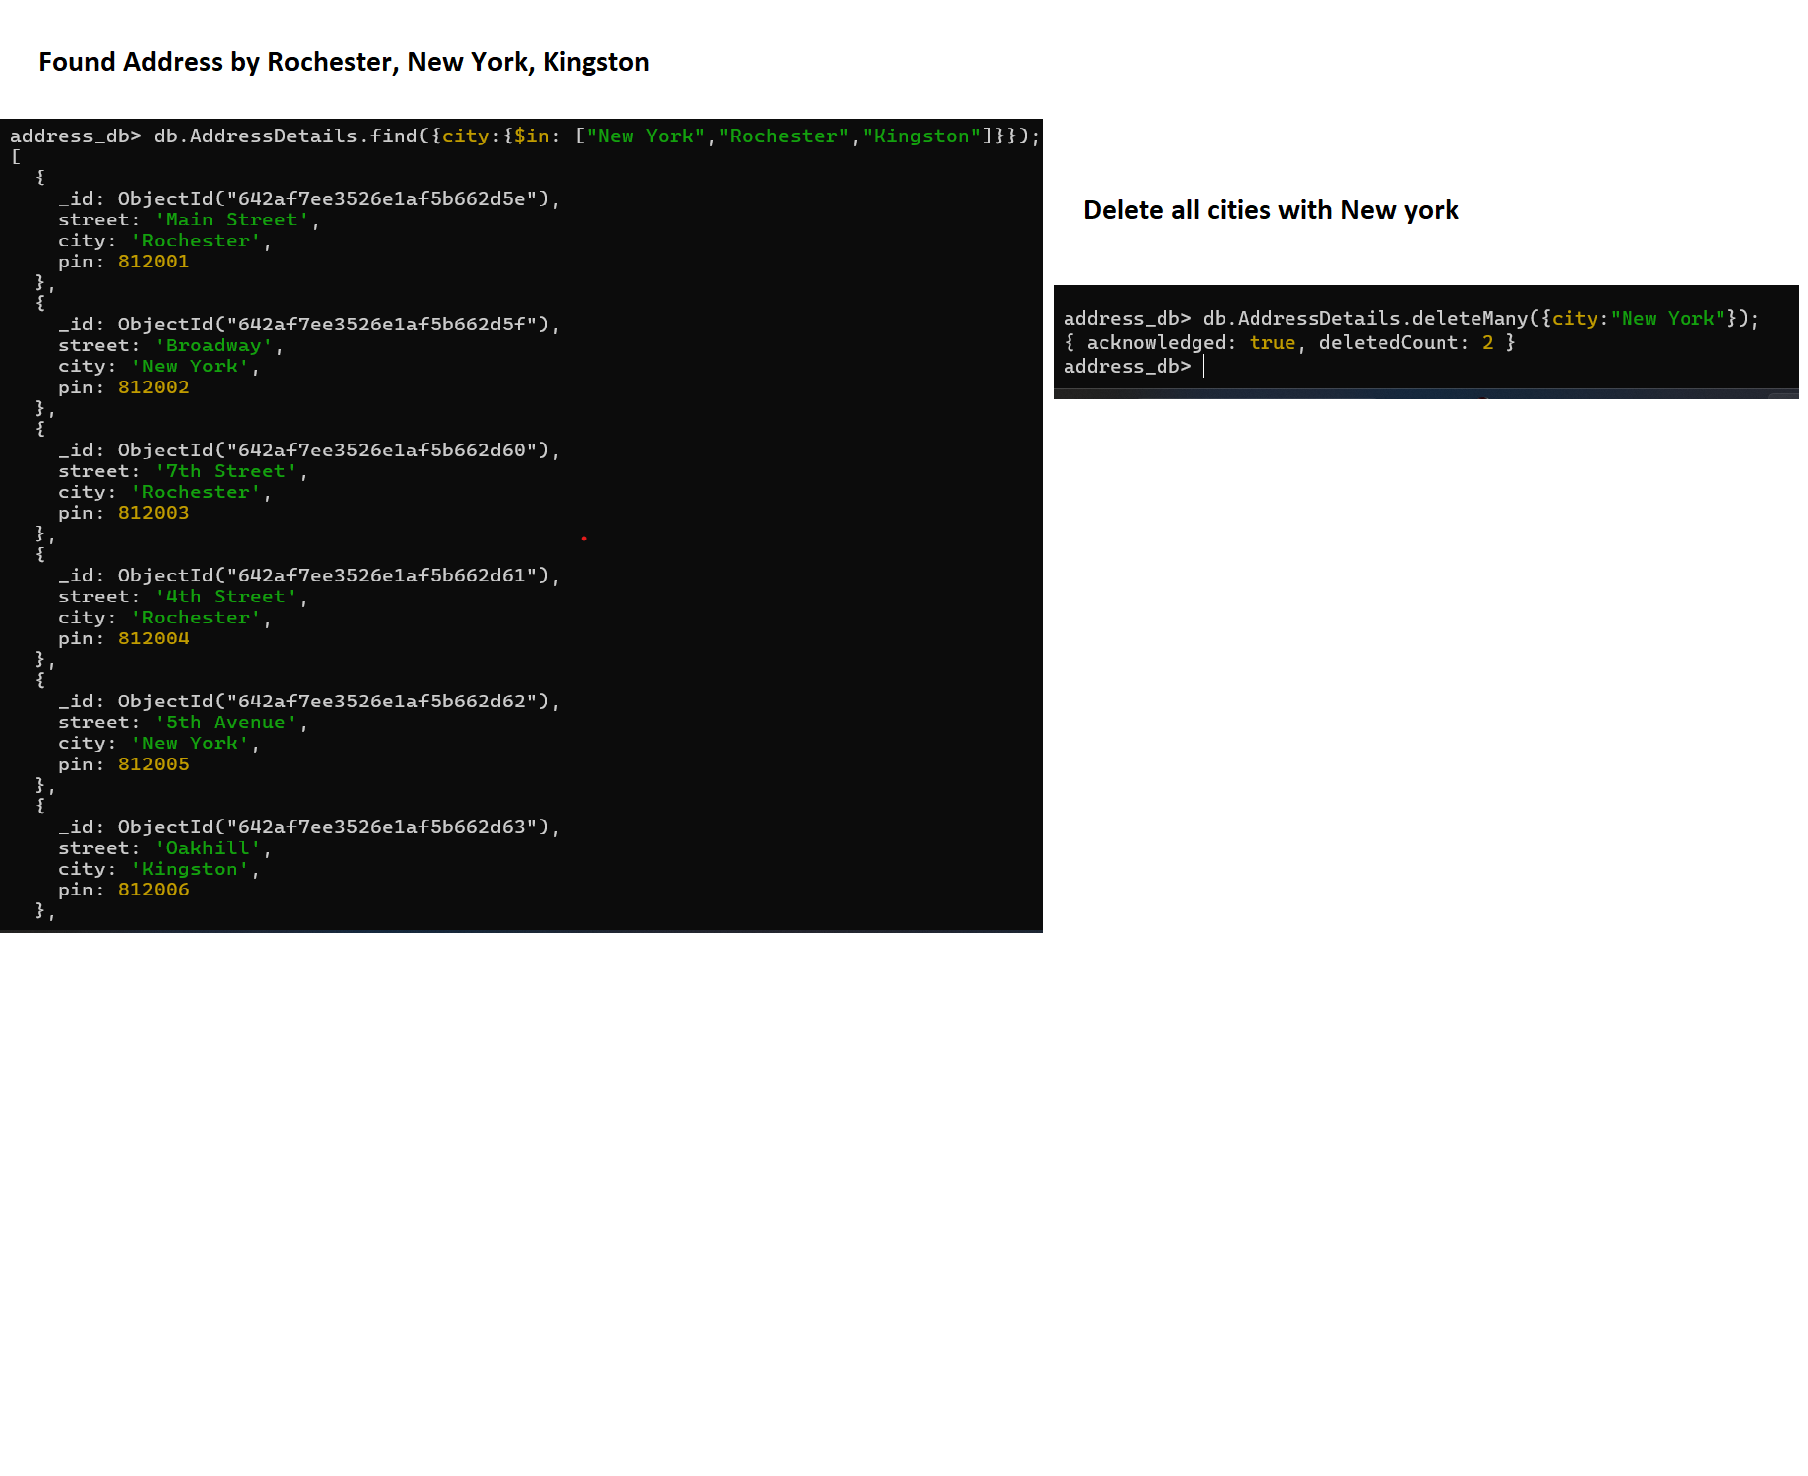 Found Address by Rochester, New York, Kingston
address_db> db.AddressDetails.find({city:{$in: ["New York","Rochester","Kingston"]}});
[
  {
    _id: ObjectId("642af7ee3526e1af5b662d5e"),
    street: 'Main Street',
    city: 'Rochester',
    pin: 812001
  },
  {
    _id: ObjectId("642af7ee3526e1af5b662d5f"),
    street: 'Broadway',
    city: 'New York',
    pin: 812002
  },
  {
    _id: ObjectId("642af7ee3526e1af5b662d60"),
    street: '7th Street',
    city: 'Rochester',
    pin: 812003
  },
  {
    _id: ObjectId("642af7ee3526e1af5b662d61"),
    street: '4th Street',
    city: 'Rochester',
    pin: 812004
  },
  {
    _id: ObjectId("642af7ee3526e1af5b662d62"),
    street: '5th Avenue',
    city: 'New York',
    pin: 812005
  },
  {
    _id: ObjectId("642af7ee3526e1af5b662d63"),
    street: 'Oakhill',
    city: 'Kingston',
    pin: 812006
  },
Delete all cities with New york
address_db> db.AddressDetails.deleteMany({city:"New York"});
{ acknowledged: true, deletedCount: 2 }
address_db>